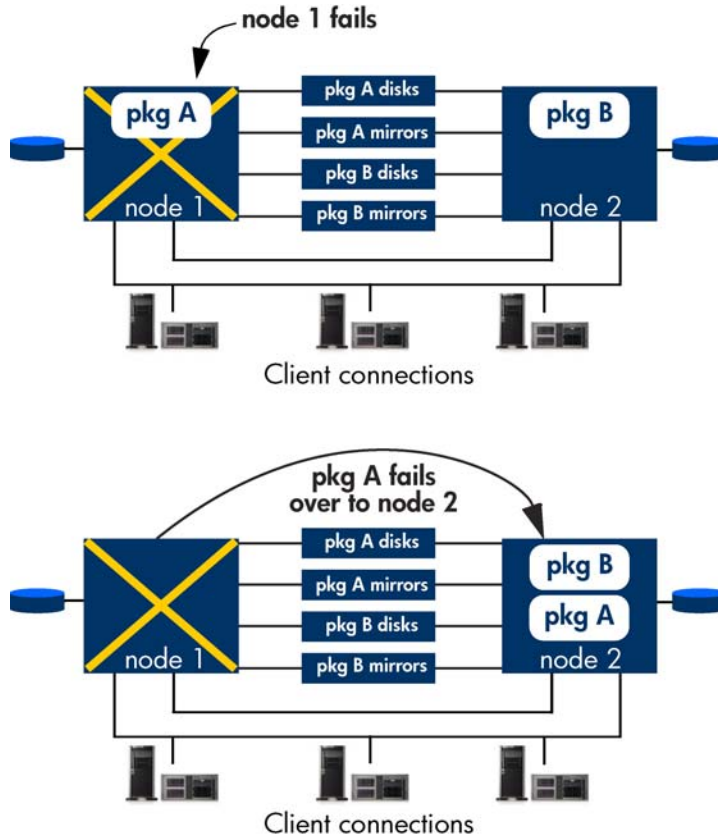 node 1 fails
pkg A
pkg A disks
pkg A mirrors
pkg B disks
pkg B mirrors
pkg B
node 1
node 2
Client connections
pkg A fails
over to node 2
pkg A disks
pkg A mirrors
pkg B disks
pkg B mirrors
pkg B
pkg A
node 1
node 2
Client connections